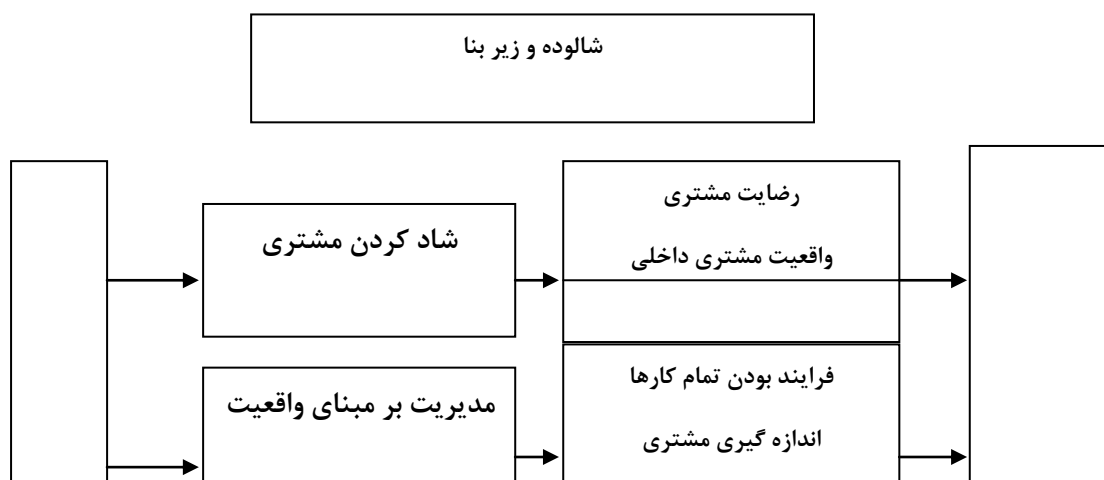 شالوده و زیر بنا
رضایت مشتری
واقعیت مشتری داخلی
شاد کردن مشتری
فرایند بودن تمام کارها
اندازه گیری مشتری
مدیریت بر مبنای واقعیت